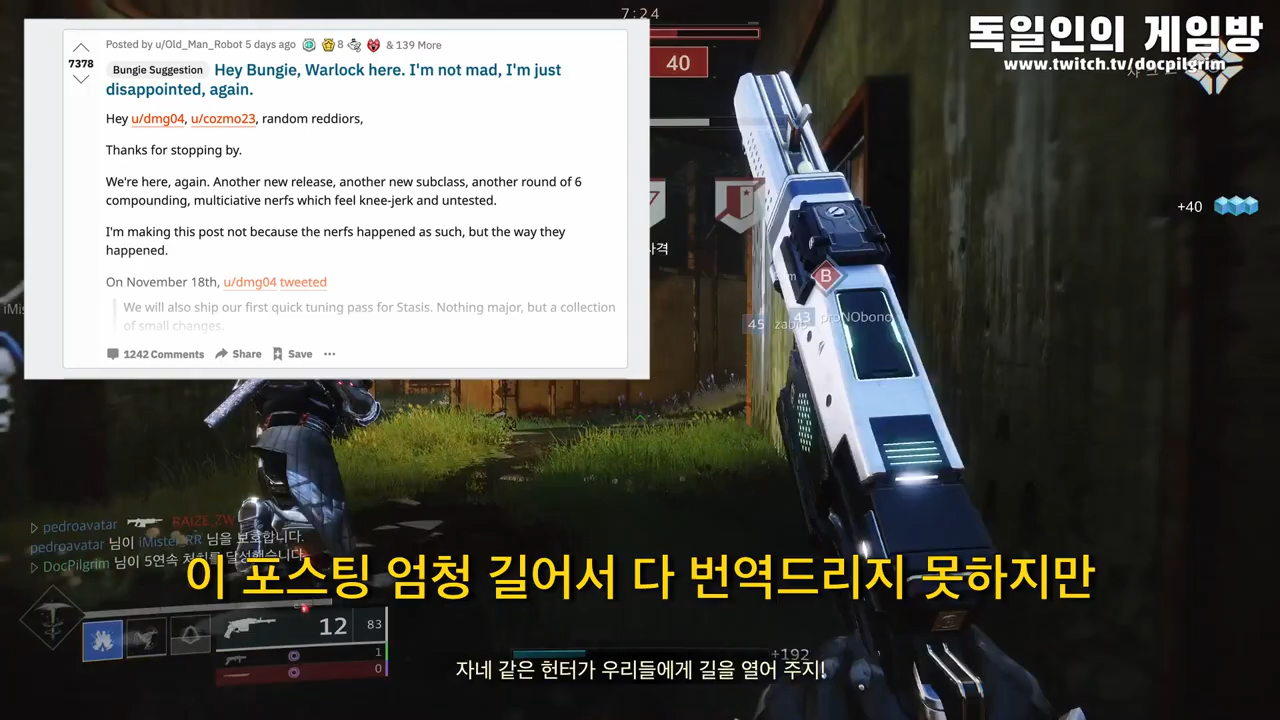 7:24
독일인의 게임방
www.twitch.tv/docpilgrim
40
+40
Posted by u/Old_Man_Robot 5 days ago 8 & 139 More
7378
Bungie Suggestion Hey Bungie, Warlock here. I'm not mad, I'm just
disappointed, again.
Hey u/dmg04, u/cozmo23, random reddiors,
Thanks for stopping by.
We're here, again. Another new release, another new subclass, another round of 6
compounding, multiciative nerfs which feel knee-jerk and untested.
I'm making this post not because the nerfs happened as such, but the way they
happened.
On November 18th, u/dmg04 tweeted
We will also ship our first quick tuning pass for Stasis. Nothing major, but a collection
of small changes.
1242 Comments Share Save
B
45 43 proNObono
pedroavatar RAIZE_ZW
pedroavatar 님이 iMisterRR 님을 보호합니다.
DocPilgrim 님이 5연속 처치를 달성했습니다.
이 포스팅 엄청 길어서 다 번역드리지 못하지만
12 83
1
0
+192
자네 같은 헌터가 우리들에게 길을 열어 주지!